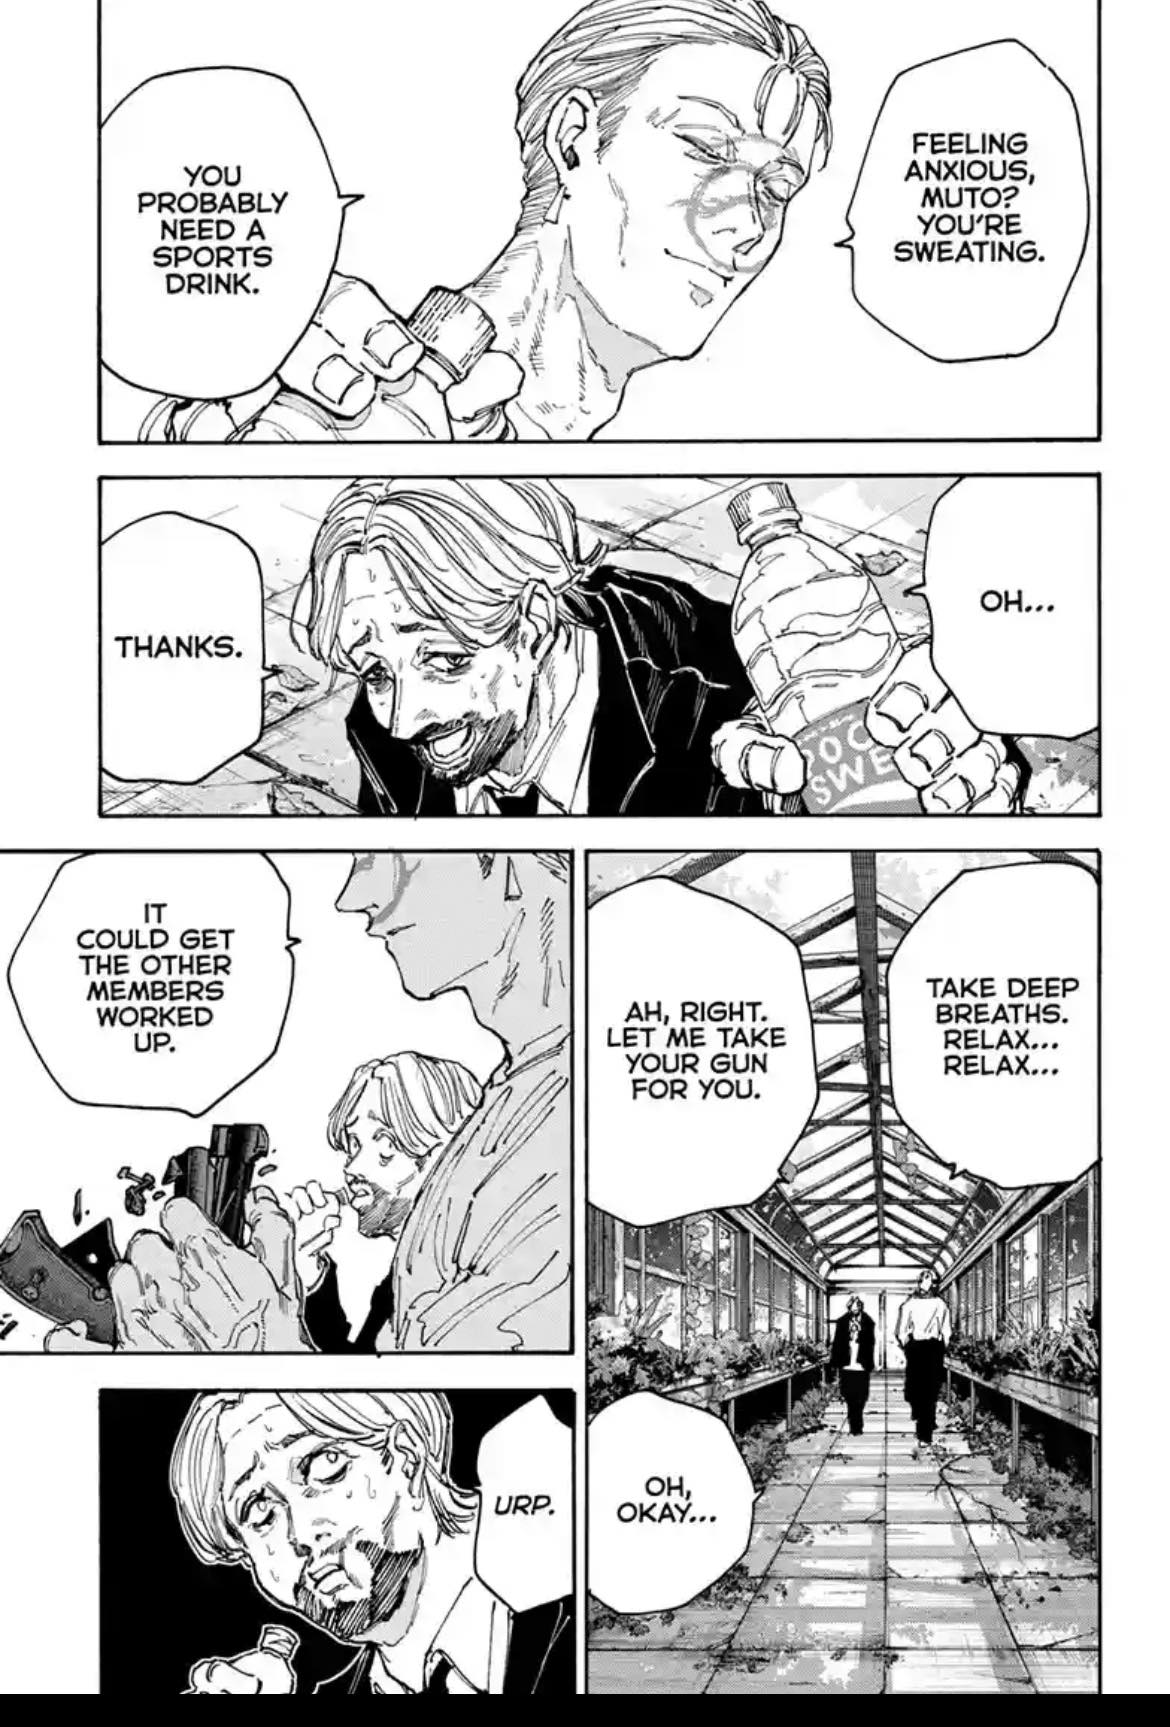 FEELING
ANXIOUS,
MUTO?
YOU'RE
SWEATING.
YOU
PROBABLY
NEED A
SPORTS
DRINK.
OH...
THANKS.
TAKE DEEP
BREATHS.
RELAX...
RELAX...
AH, RIGHT.
LET ME TAKE
YOUR GUN
FOR YOU.
OH,
OKAY...
IT
COULD GET
THE OTHER
MEMBERS
WORKED
UP.
URP.